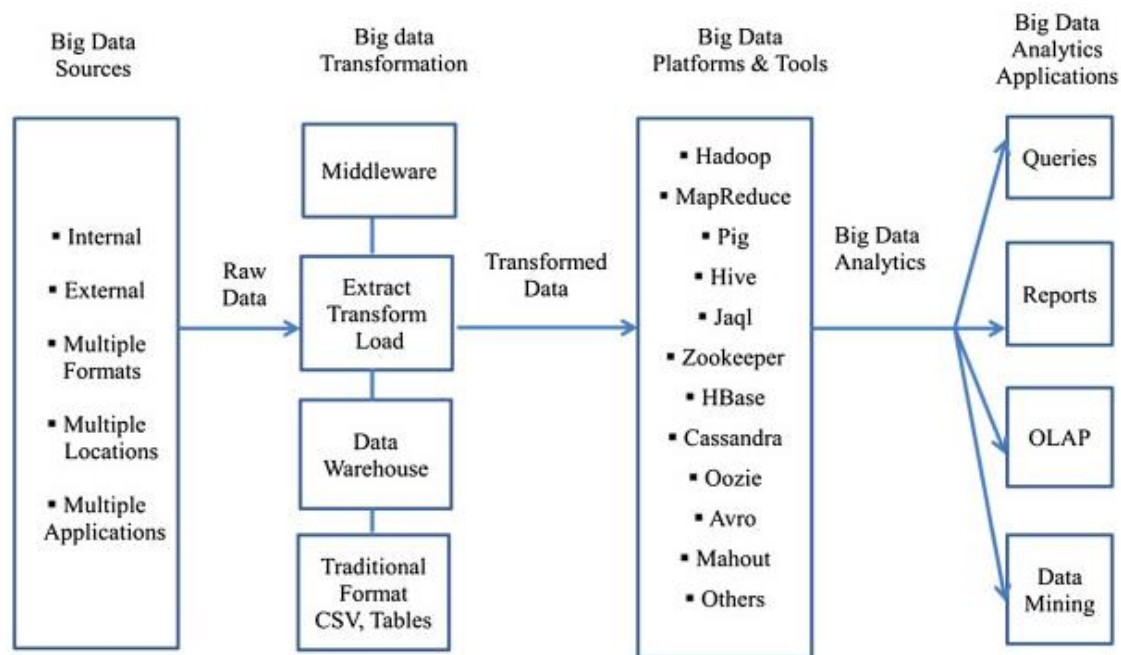 Big Data
Sources
Big data
Transformation
Big Data
Platforms & Tools
Big Data
Analytics
Applications
▪ Internal
▪ External
▪ Multiple
Formats
▪ Multiple
Locations
▪ Multiple
Applications
Raw
Data
Middleware
Extract
Transform
Load
Data
Warehouse
Traditional
Format
CSV, Tables
Transformed
Data
▪ Hadoop
▪ MapReduce
▪ Pig
▪ Hive
▪ Jaql
▪ Zookeeper
▪ HBase
▪ Cassandra
▪ Oozie
▪ Avro
▪ Mahout
▪ Others
Big Data
Analytics
Queries
Reports
OLAP
Data
Mining